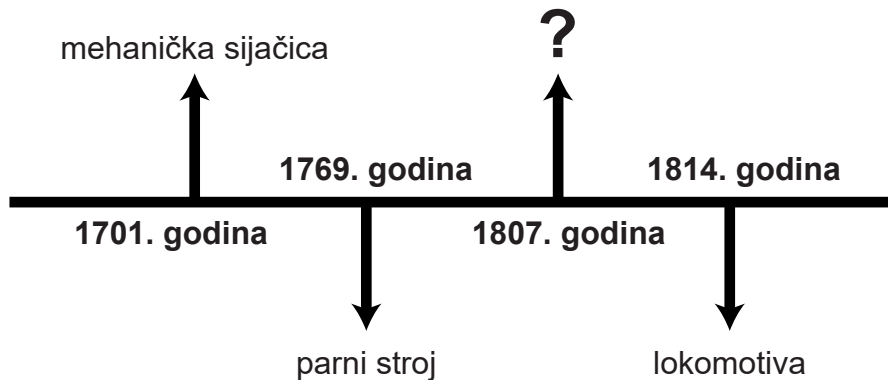 mehanička sijačica
?
1769. godina
1814. godina
1701. godina
1807. godina
parni stroj
lokomotiva